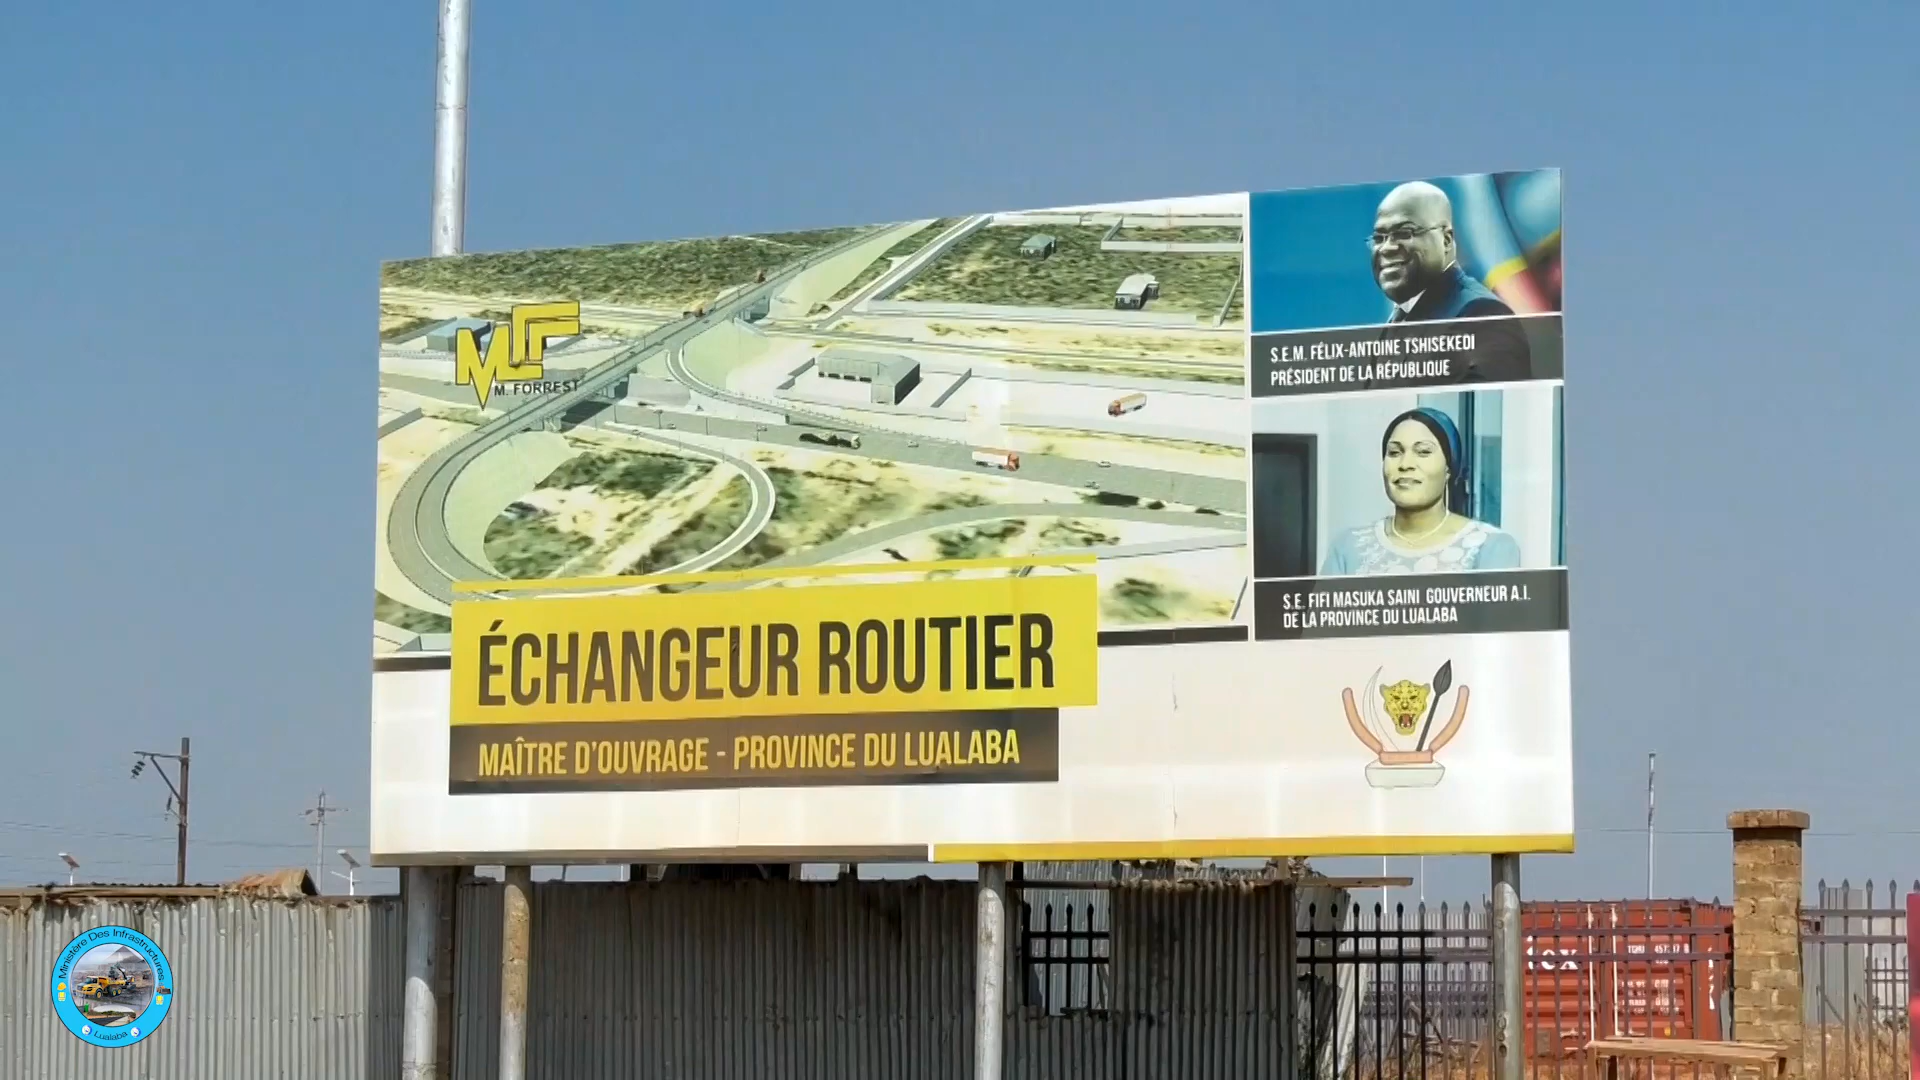 M. FORREST
S.E.M. FÉLIX-ANTOINE TSHISEKEDI
PRÉSIDENT DE LA RÉPUBLIQUE
S.E. FIFI MASUKA SAINI GOUVERNEUR A.I.
DE LA PROVINCE DU LUALABA
ÉCHANGEUR ROUTIER
MAÎTRE D'OUVRAGE - PROVINCE DU LUALABA
Ministère Des Infrastructures
Lualaba
tex